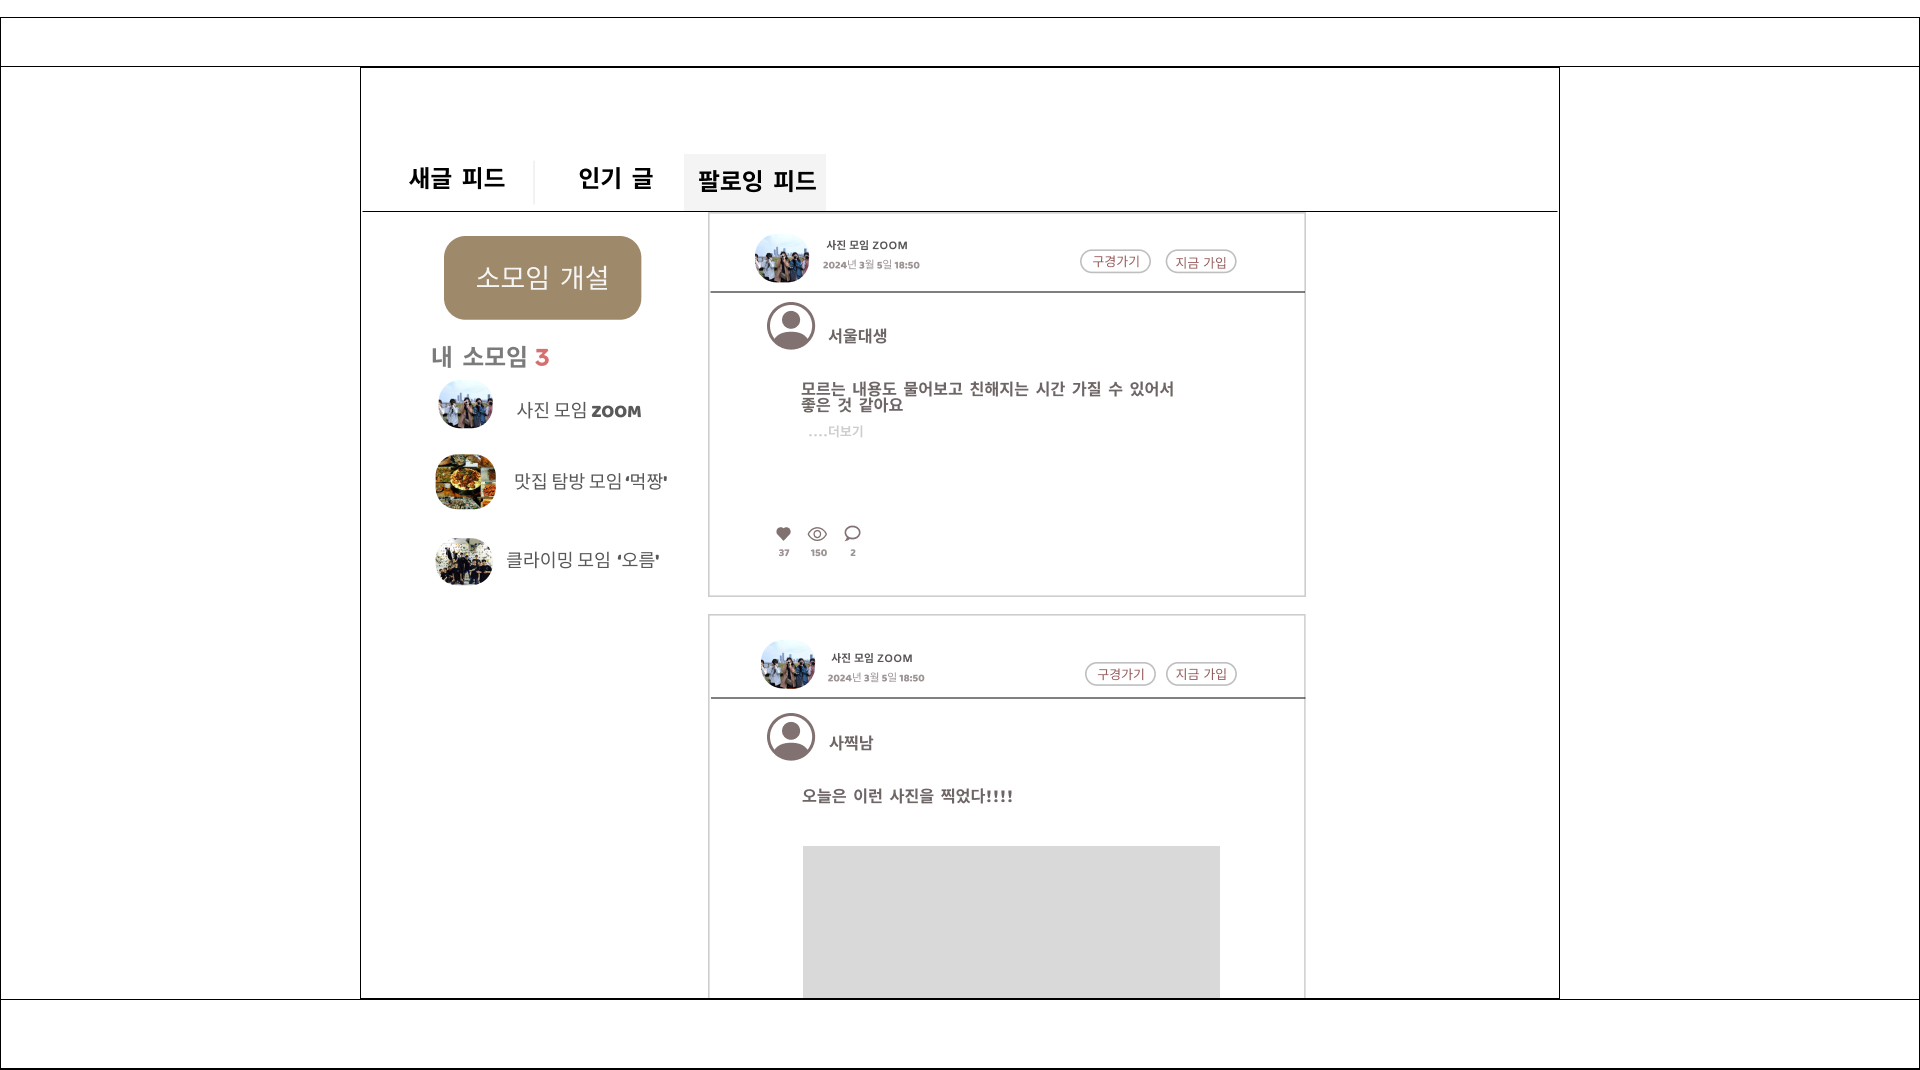 새글 피드
인기 글
팔로잉 피드
소모임 개설
내 소모임 3
사진 모임 ZOOM
맛집 탐방 모임 '먹짱'
클라이밍 모임 '오름'
사진 모임 ZOOM
2024년 3월 5일 18:50
구경가기
지금 가입
서울대생
모르는 내용도 물어보고 친해지는 시간 가질 수 있어서
좋은 것 같아요
....더보기
37
150
2
사진 모임 ZOOM
2024년 3월 5일 18:50
구경가기
지금 가입
사찍남
오늘은 이런 사진을 찍었다!!!!